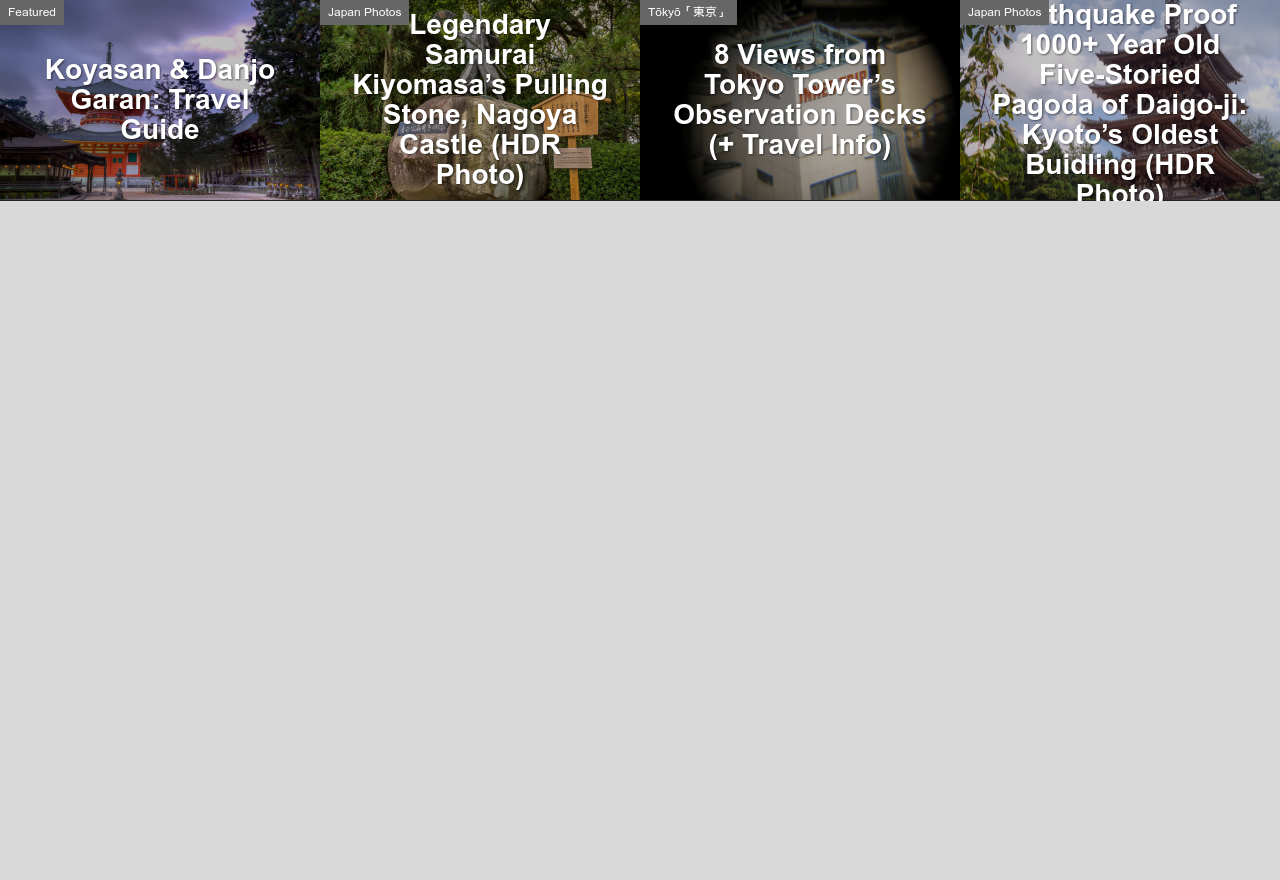 Featured
Koyasan & Danjo
Garan: Travel
Guide
Japan Photos
Legendary
Samurai
Kiyomasa’s Pulling
Stone, Nagoya
Castle (HDR
Photo)
Tōkyō「東京」
8 Views from
Tokyo Tower’s
Observation Decks
(+ Travel Info)
Japan Photos
thquake Proof
1000+ Year Old
Five-Storied
Pagoda of Daigo-ji:
Kyoto’s Oldest
Buidling (HDR
Photo)